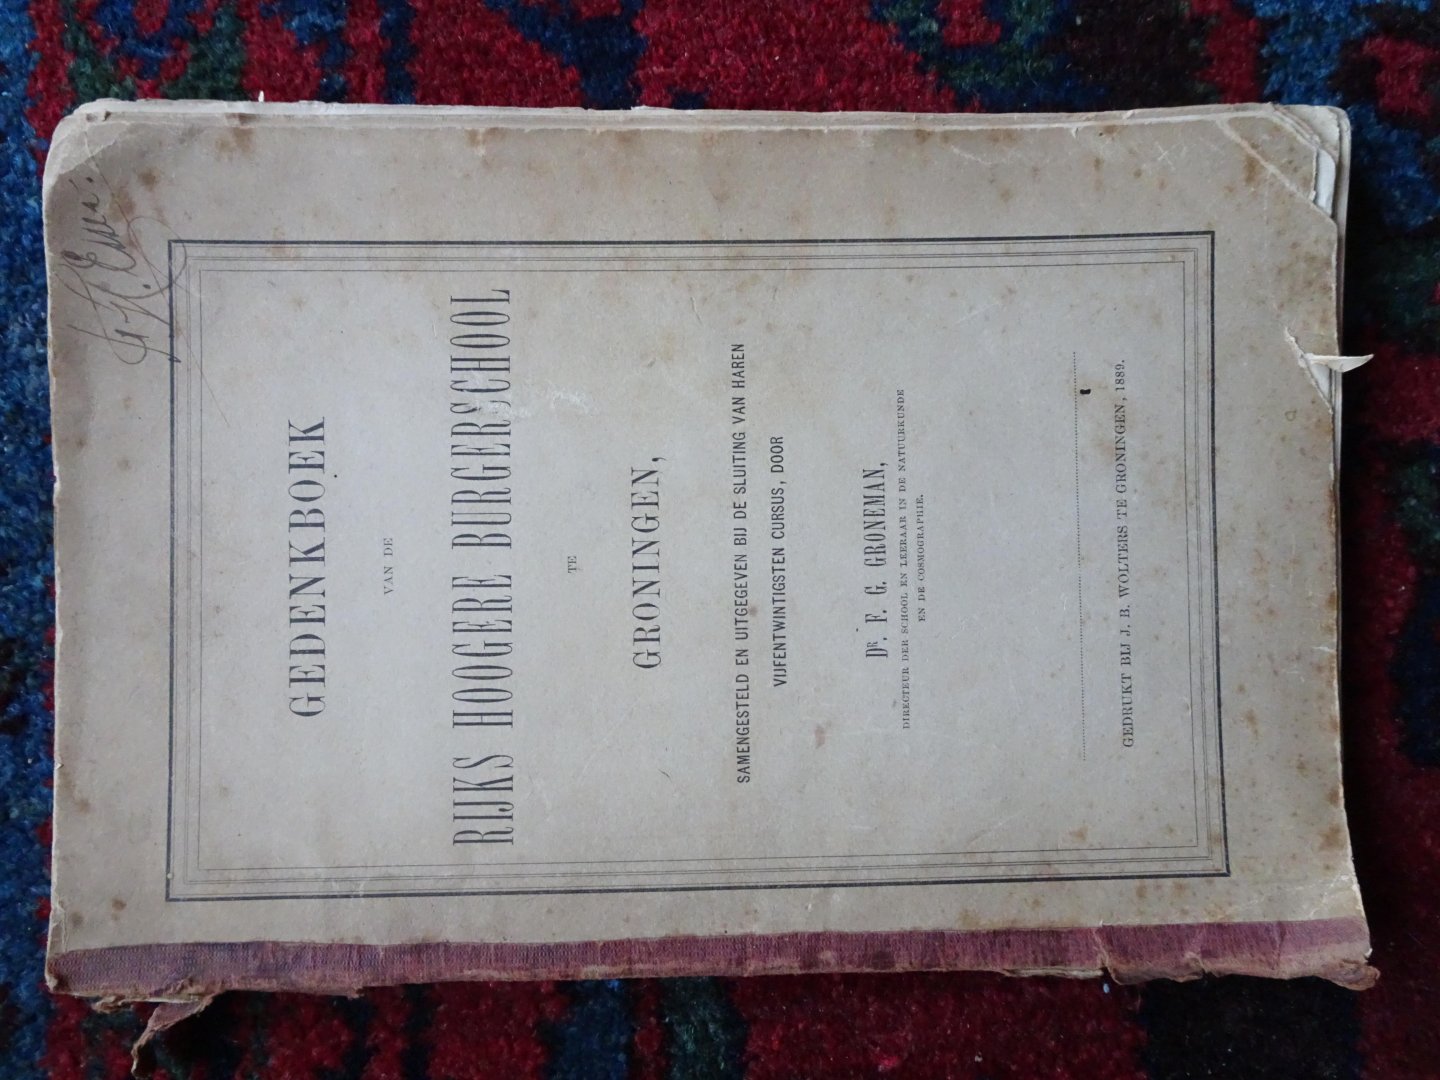 GEDENKBOEK
VAN DE
RIJKS HOOGERE BURGERSCHOOL
TE
GRONINGEN,
SAMENGESTELD EN UITGEGEVEN BIJ DE SLUITING VAN HAREN
VIJFENTWINTIGSTEN CURSUS, DOOR
DR. F. G. GRONEMAN,
DIRECTEUR DER SCHOOL EN LEERAAR IN DE NATUURKUNDE
EN DE COSMOGRAPHIE.
GEDRUKT BIJ J. B. WOLTERS TE GRONINGEN, 1889.